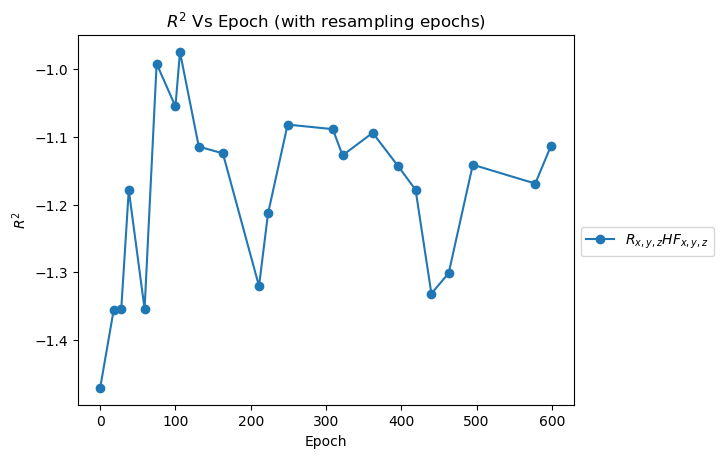 R² Vs Epoch (with resampling epochs)
−1.0
−1.1
−1.2
−1.3
−1.4
R²
0 100 200 300 400 500 600
Epoch
R_{x,y,z}HF_{x,y,z}